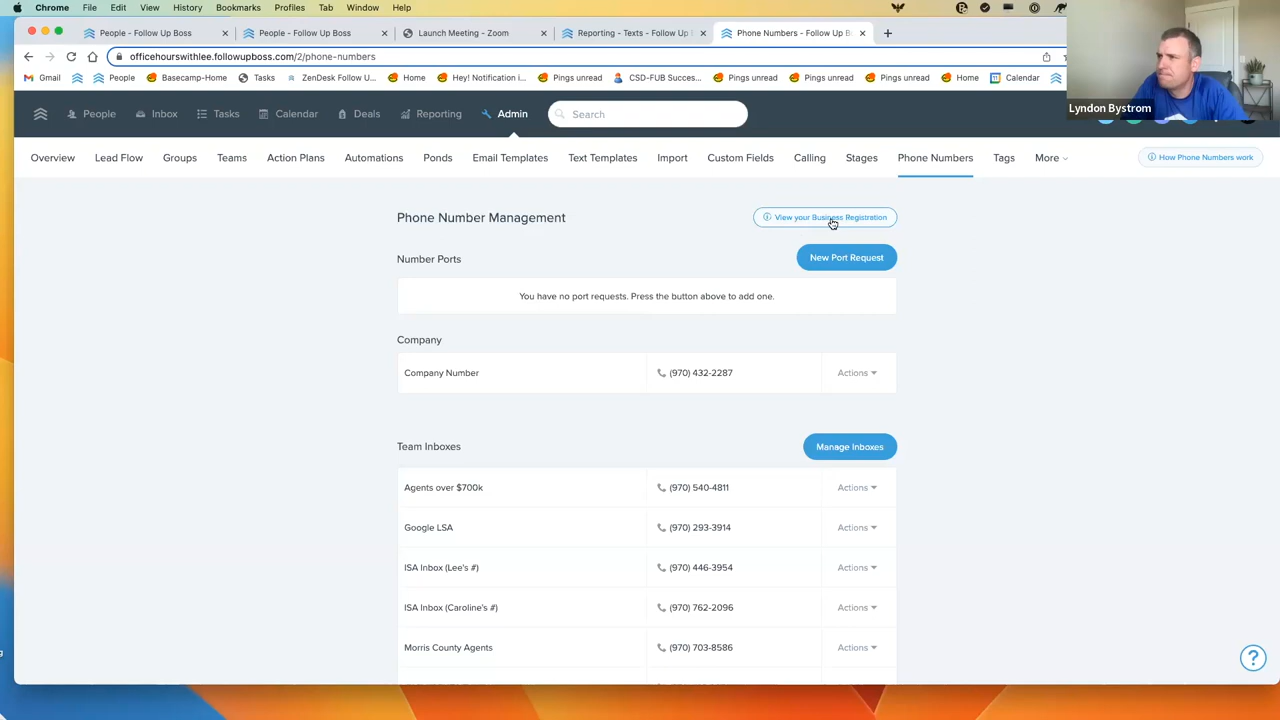 Chrome File Edit View History Bookmarks Profiles Tab Window Help
People - Follow Up Boss
People - Follow Up Boss
Launch Meeting - Zoom
Reporting - Texts - Follow Up
Phone Numbers - Follow Up B
officehourswithlee.followupboss.com/2/phone-numbers
Gmail People Basecamp-Home Tasks ZenDesk Follow U... Home Hey! Notification i... Pings unread CSD-FUB Succes... Pings unread Pings unread Pings unread Home Calendar
Lyndon Bystrom
People Inbox Tasks Calendar Deals Reporting Admin Search
Overview Lead Flow Groups Teams Action Plans Automations Ponds Email Templates Text Templates Import Custom Fields Calling Stages Phone Numbers Tags More How Phone Numbers work
Phone Number Management
View your Business Registration
Number Ports
New Port Request
You have no port requests. Press the button above to add one.
Company
Company Number (970) 432-2287 Actions
Team Inboxes
Manage Inboxes
Agents over $700k (970) 540-4811 Actions
Google LSA (970) 293-3914 Actions
ISA Inbox (Lee's #) (970) 446-3954 Actions
ISA Inbox (Caroline's #) (970) 762-2096 Actions
Morris County Agents (970) 703-8586 Actions
?